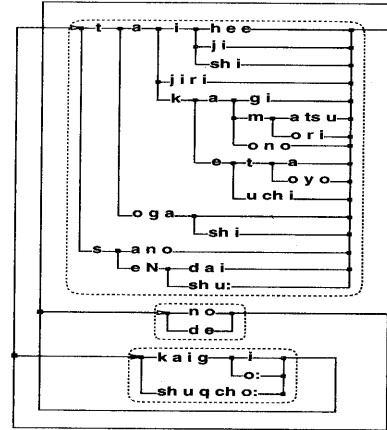 t a i hee
ji
shi
jiri
k a gi
m atsu
ori
ono
e t a
oyo
uchi
oga
shi
s ano
eN dai
shu:
no
de
kaig i
o:
shuqcho: